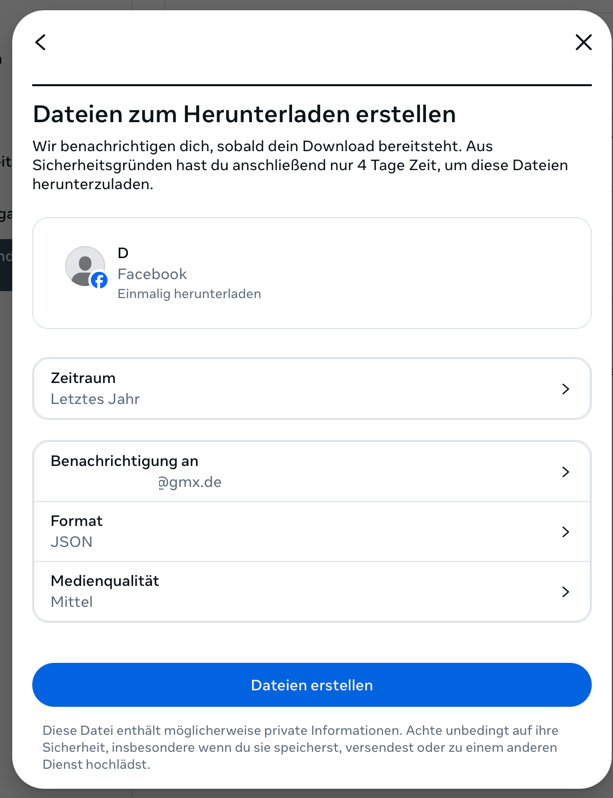 Dateien zum Herunterladen erstellen
Wir benachrichtigen dich, sobald dein Download bereitsteht. Aus
Sicherheitsgründen hast du anschließend nur 4 Tage Zeit, um diese Dateien
herunterzuladen.
D
Facebook
Einmalig herunterladen
Zeitraum
Letztes Jahr
Benachrichtigung an
@gmx.de
Format
JSON
Medienqualität
Mittel
Dateien erstellen
Diese Datei enthält möglicherweise private Informationen. Achte unbedingt auf ihre
Sicherheit, insbesondere wenn du sie speicherst, versendest oder zu einem anderen
Dienst hochlädst.